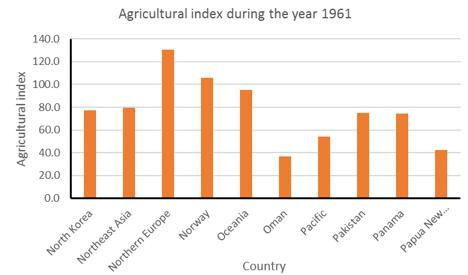 Agricultural index during the year 1961
Agricultural index
140.0
120.0
100.0
80.0
60.0
40.0
20.0
0.0
North Korea
Northeast Asia
Northern Europe
Norway
Oceania
Oman
Pacific
Pakistan
Panama
Papua New...
Country